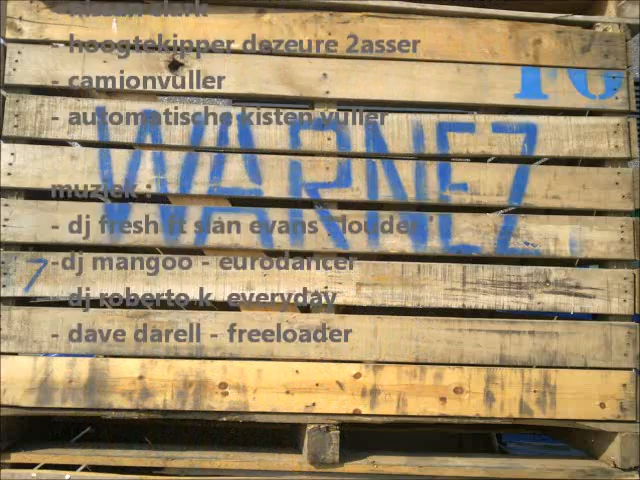 - hoogtekipper dezeure 2asser
- camionvuller
- automatische kisten vuller
WARNEZ
muziek :
- dj fresh ft sian evans - louder
-dj mangoo - eurodancer
- dj roberto k everyday
- dave darell - freeloader
7